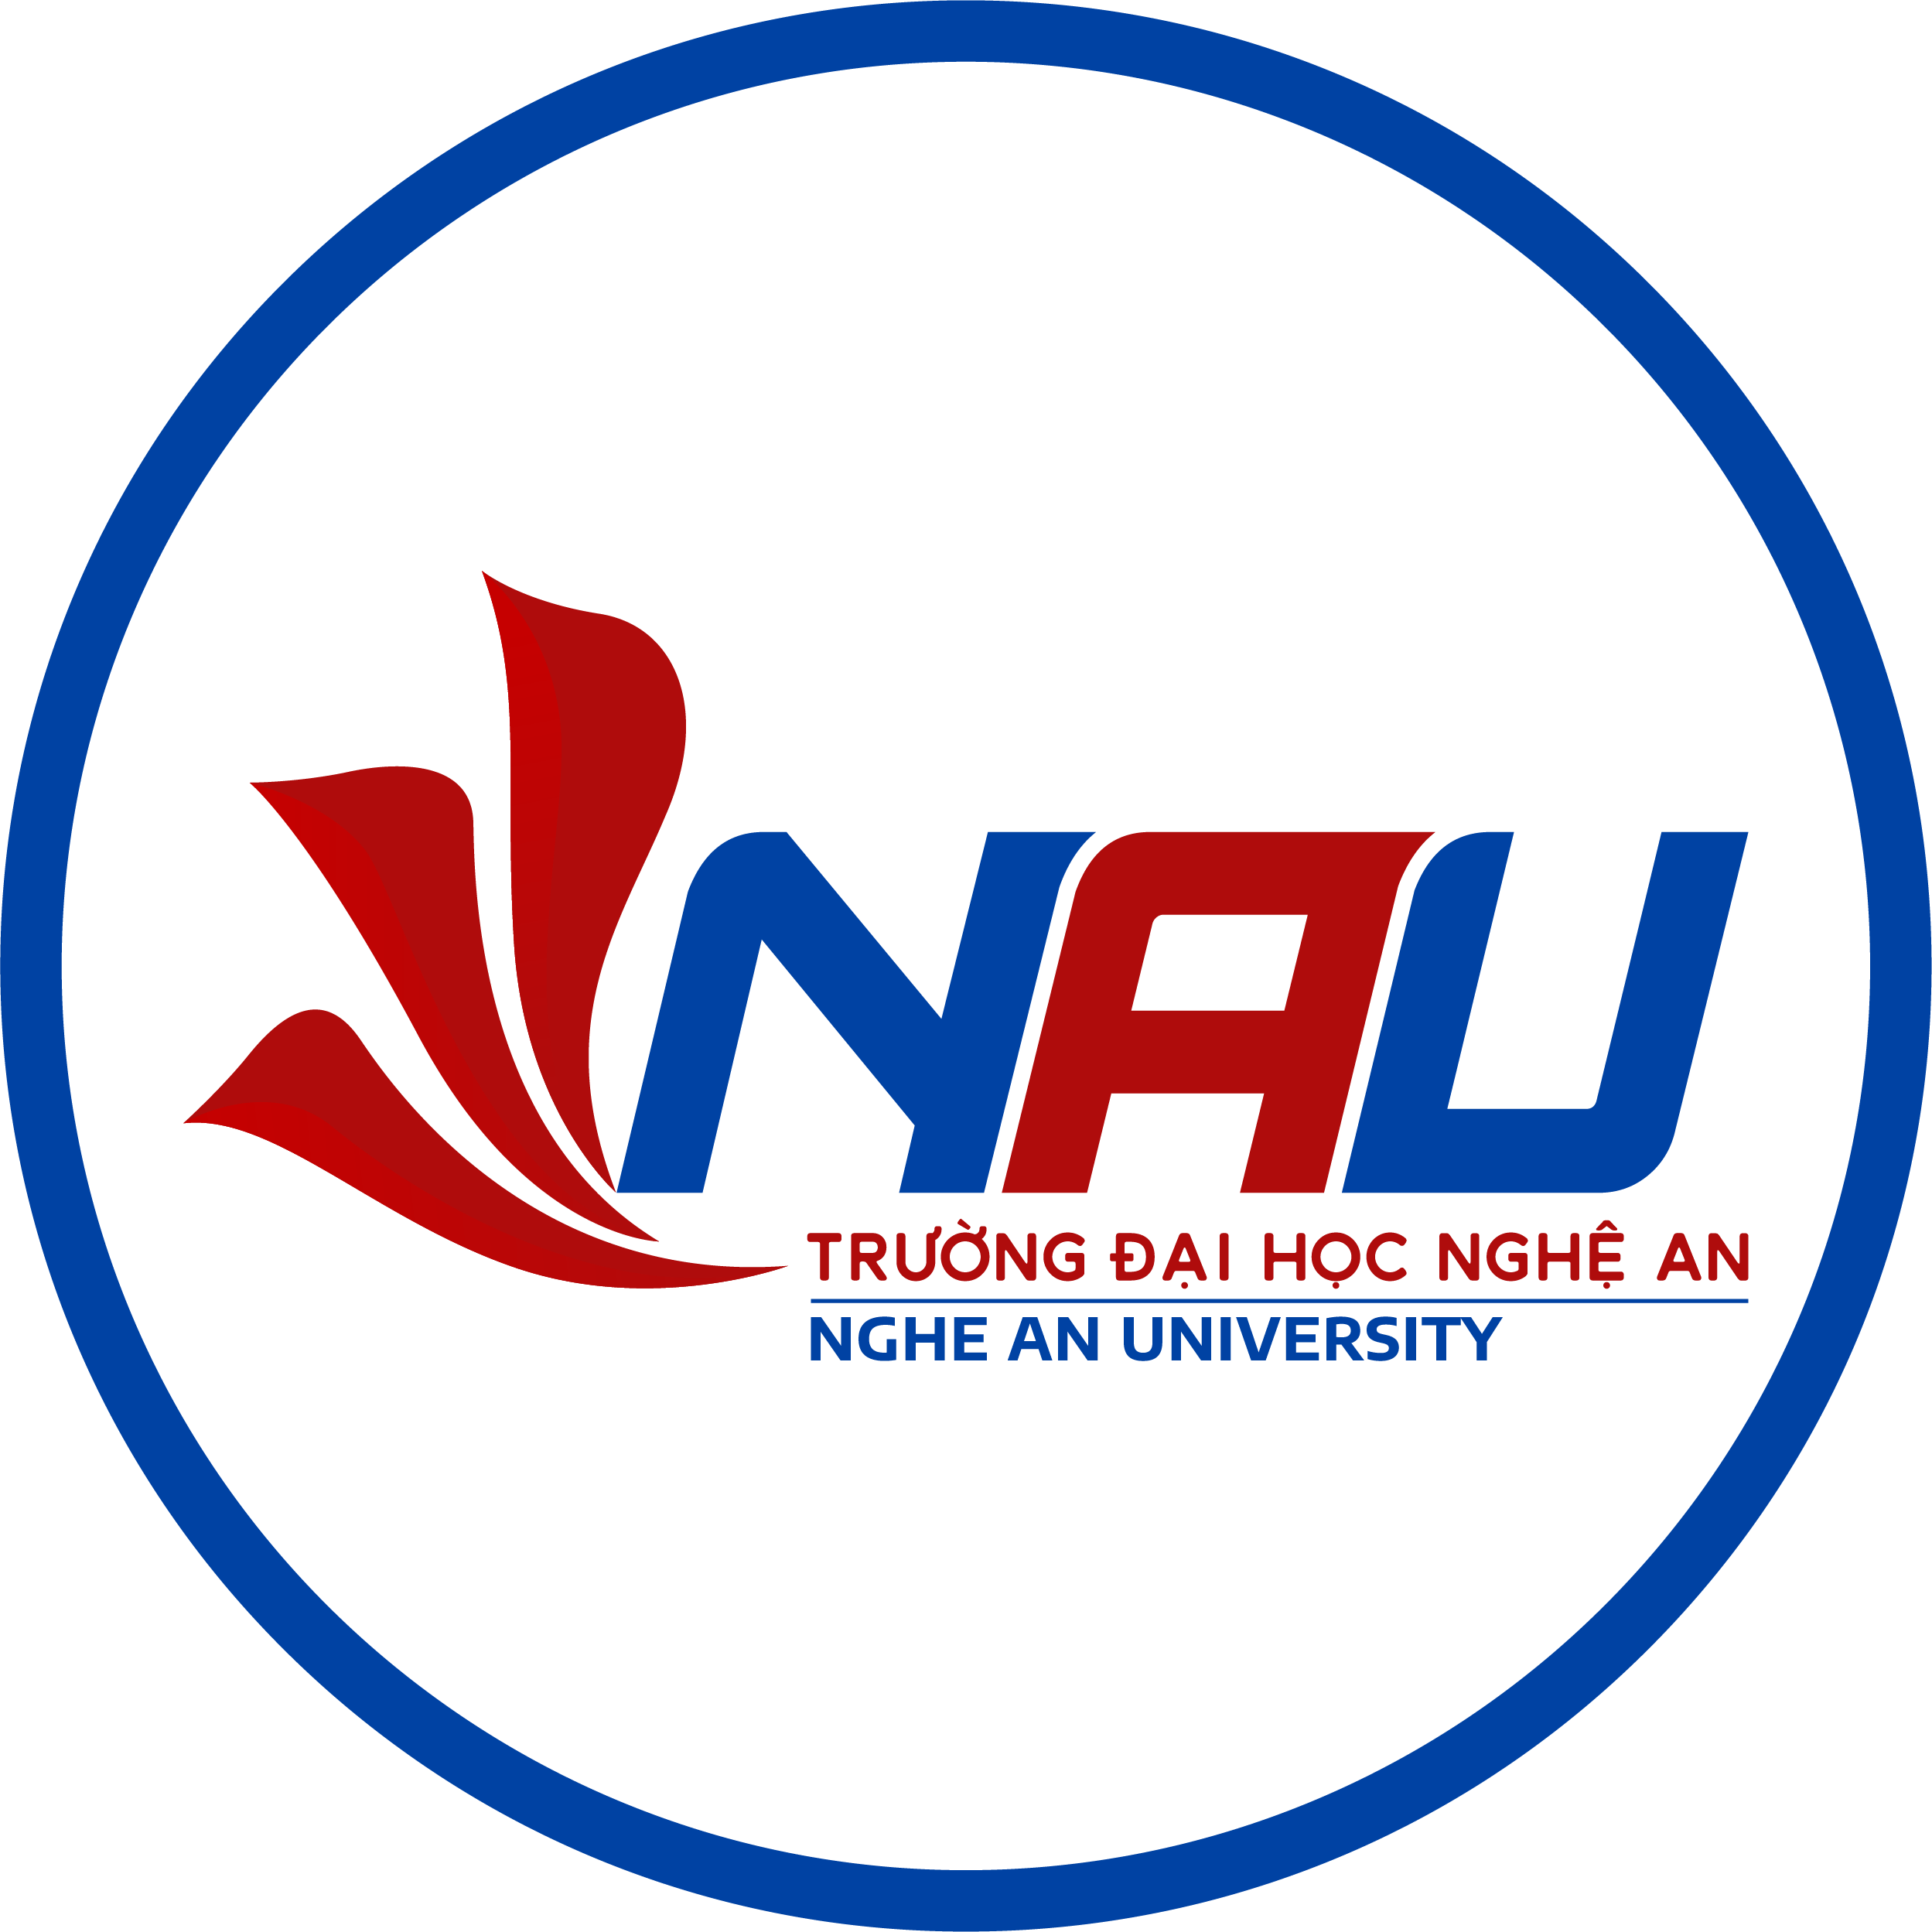 NAU
TRƯỜNG ĐẠI HỌC NGHỆ AN
NGHE AN UNIVERSITY